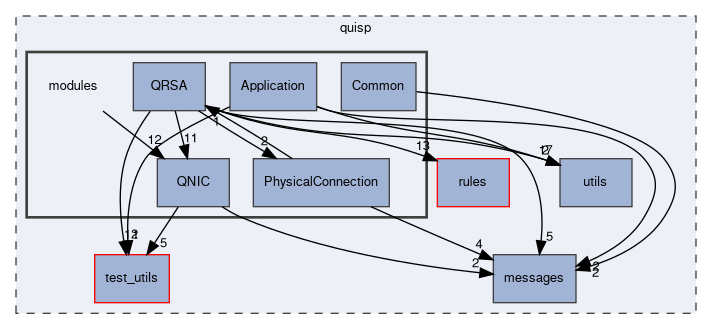 quisp
modules
QRSA
Application
Common
12
11
1
2
13
17
QNIC
PhysicalConnection
rules
utils
5
4
5
2
2
2
test_utils
messages